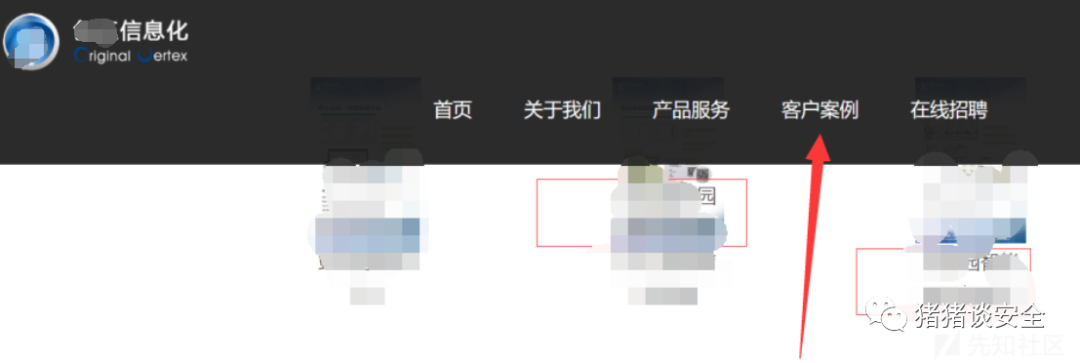 信息化
Original Vertex
首页 关于我们 产品服务 客户案例 在线招聘
园
猪猪谈安全
先知社区